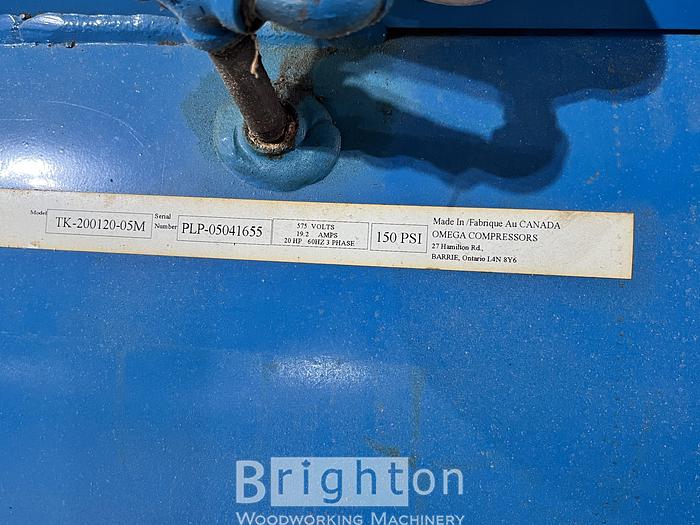 Model TK-200120-05M
Serial Number PLP-05041655
575 VOLTS
19.2 AMPS
20 HP 60HZ 3 PHASE
150 PSI
Made In /Fabrique Au CANADA
OMEGA COMPRESSORS
27 Hamilton Rd.,
BARRIE, Ontario L4N 8Y6
Brighton
WOODWORKING MACHINERY